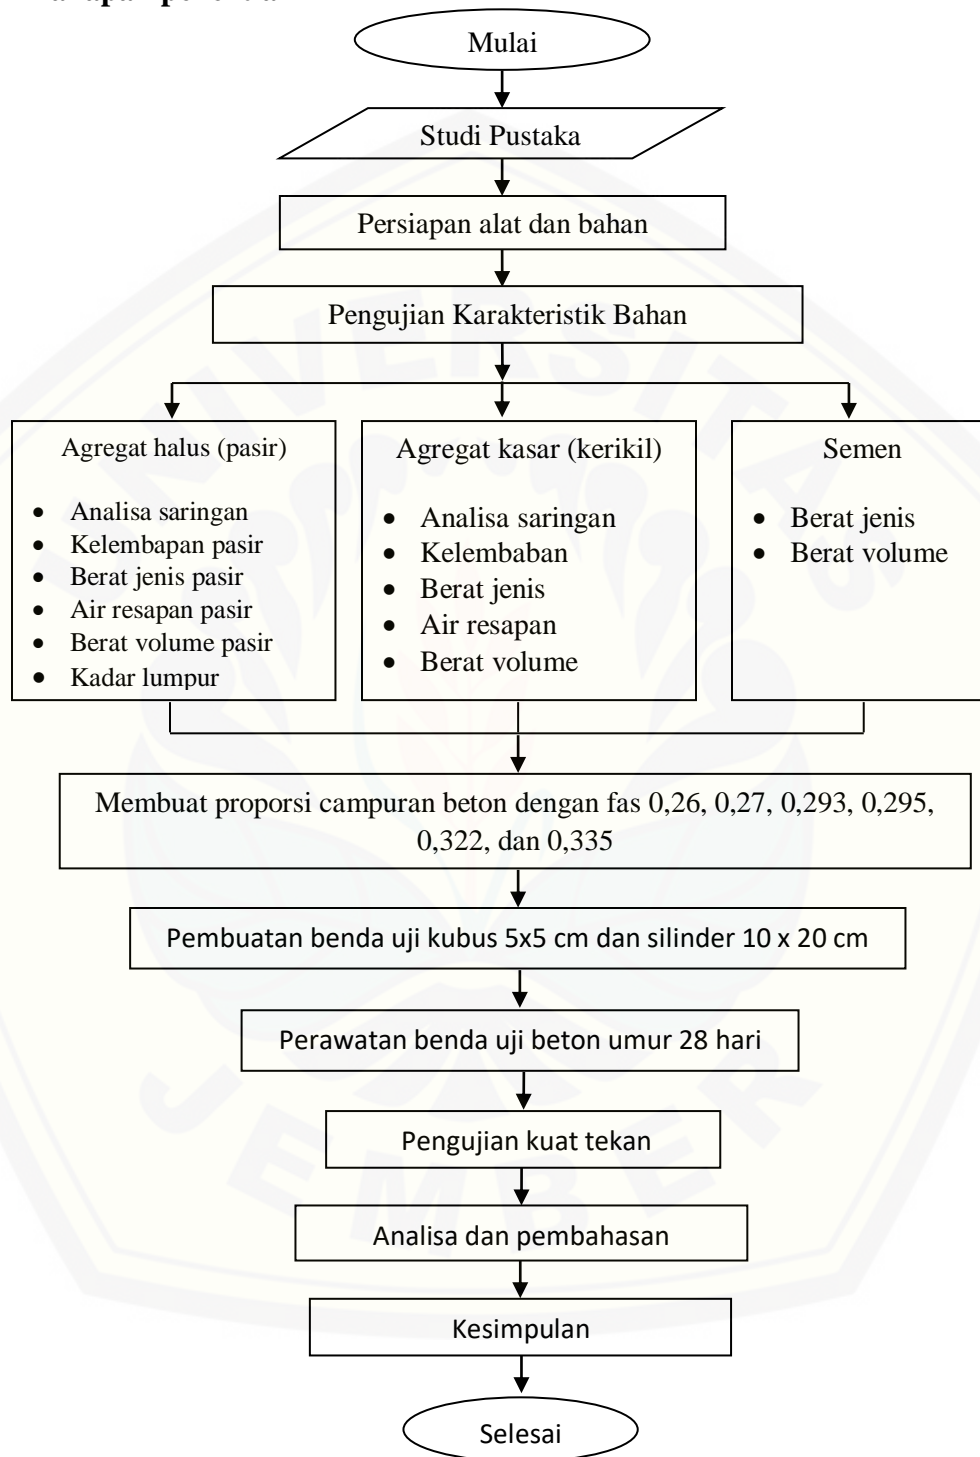 Mulai
Studi Pustaka
Persiapan alat dan bahan
Pengujian Karakteristik Bahan
Agregat halus (pasir)
• Analisa saringan
• Kelembapan pasir
• Berat jenis pasir
• Air resapan pasir
• Berat volume pasir
• Kadar lumpur
Agregat kasar (kerikil)
• Analisa saringan
• Kelembaban
• Berat jenis
• Air resapan
• Berat volume
Semen
• Berat jenis
• Berat volume
Membuat proporsi campuran beton dengan fas 0,26, 0,27, 0,293, 0,295,
0,322, dan 0,335
Pembuatan benda uji kubus 5x5 cm dan silinder 10 x 20 cm
Perawatan benda uji beton umur 28 hari
Pengujian kuat tekan
Analisa dan pembahasan
Kesimpulan
Selesai
UNIVERSITAS
JEMBER